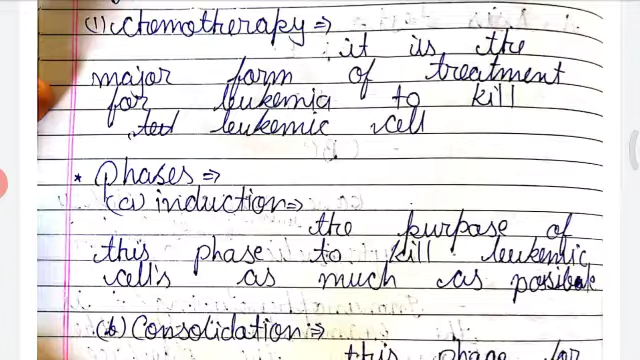 (1) Chemotherapy ⇒
it is the
major form of treatment
for leukemia to kill
leukemic cell
* Phases ⇒
(a) induction ⇒
the purpose of
this phase to kill leukemic
cell's as much as possible
(b) Consolidation ⇒
this phase for